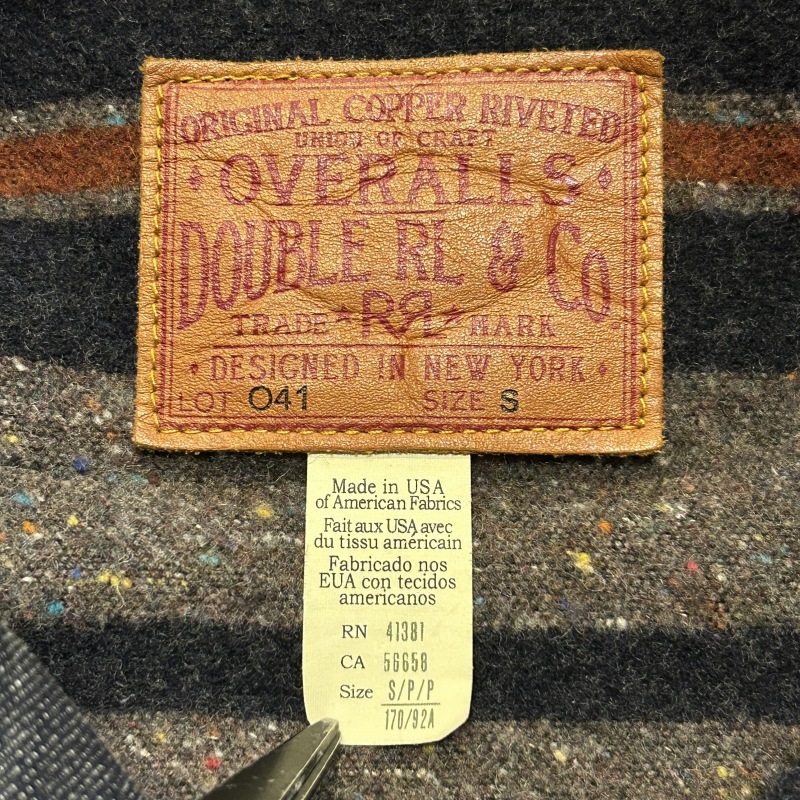 ORIGINAL COPPER RIVETED
UNION OF CRAFT
OVERALLS
DOUBLE RL & Co.
TRADE RRL MARK
DESIGNED IN NEW YORK
LOT 041 SIZE S
Made in USA
of American Fabrics
Fait aux USA avec
du tissu américain
Fabricado nos
EUA con tecidos
americanos
RN 41381
CA 56658
Size S/P/P
170/92A